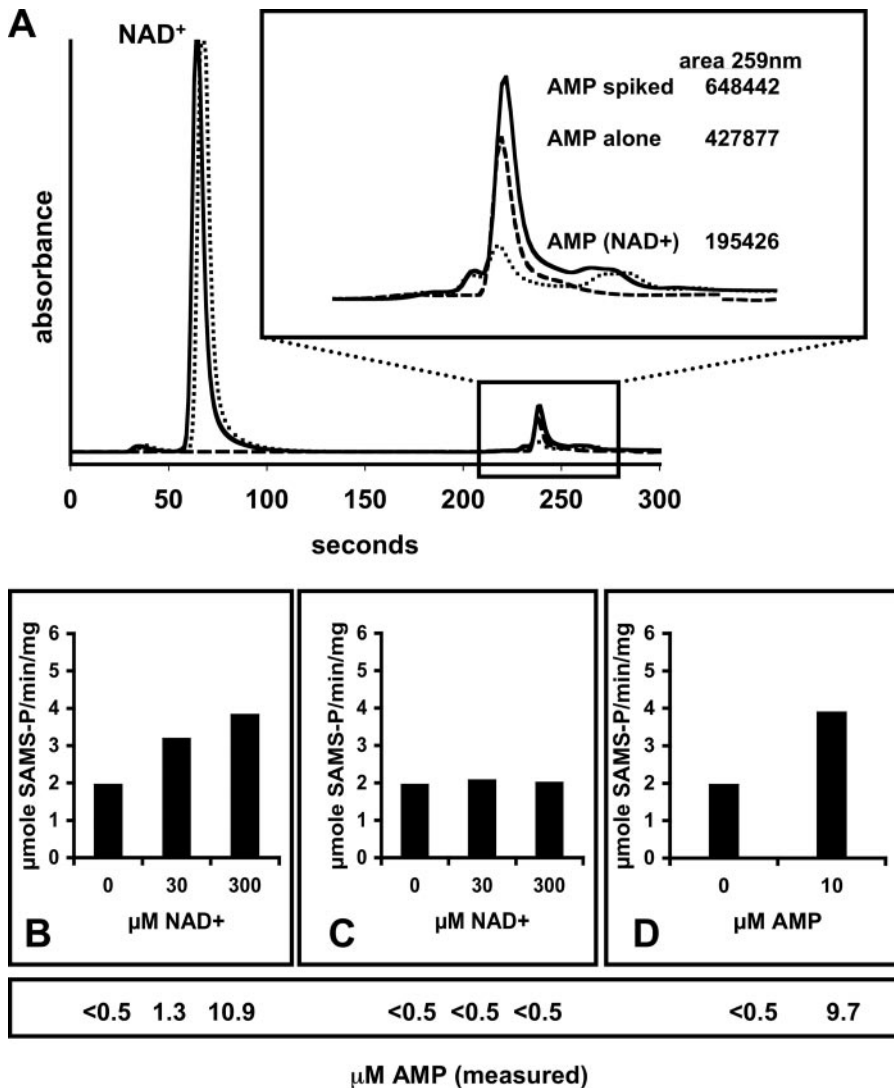 A
NAD+
area 259nm
AMP spiked 648442
AMP alone 427877
AMP (NAD+) 195426
absorbance
0 50 100 150 200 250 300
seconds
µmole SAMS-P/min/mg
6
5
4
3
2
1
0
0 30 300
µM NAD+
B
µmole SAMS-P/min/mg
6
5
4
3
2
1
0
0 30 300
µM NAD+
C
µmole SAMS-P/min/mg
6
5
4
3
2
1
0
0 10
µM AMP
D
<0.5 1.3 10.9 <0.5 <0.5 <0.5 <0.5 9.7
µM AMP (measured)